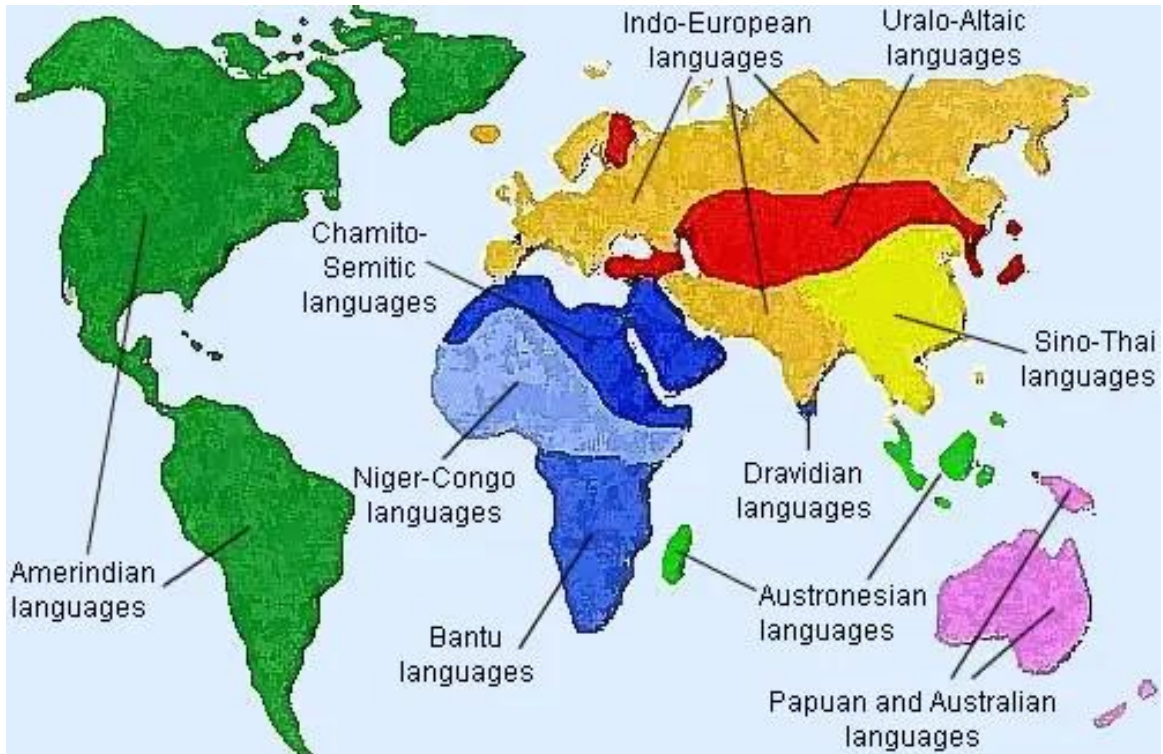 Indo-European
languages
Uralo-Altaic
languages
Chamito-
Semitic
languages
Sino-Thai
languages
Niger-Congo
languages
Dravidian
languages
Amerindian
languages
Austronesian
languages
Bantu
languages
Papuan and Australian
languages